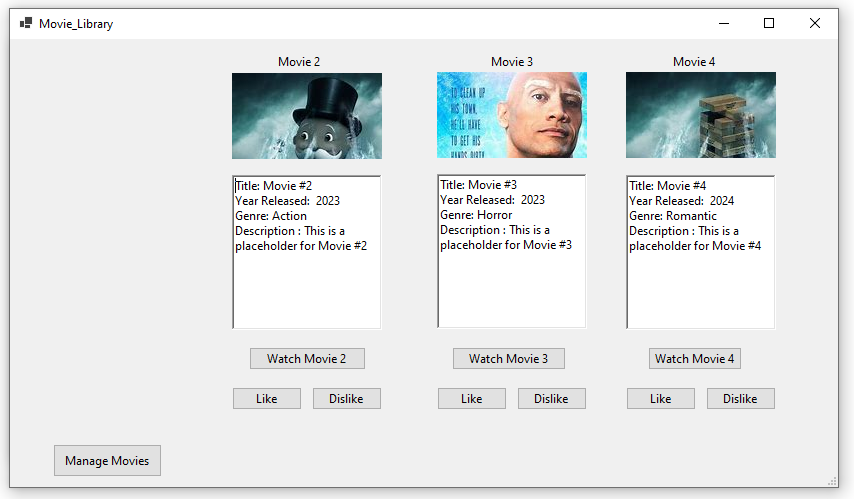 Movie_Library
Movie 2
Movie 3
Movie 4
TO CLEAN UP
HIS TOWN,
HE'LL HAVE
TO GET HIS
HANDS DIRTY
Title: Movie #2
Year Released:  2023
Genre: Action
Description : This is a
placeholder for Movie #2
Title: Movie #3
Year Released:  2023
Genre: Horror
Description : This is a
placeholder for Movie #3
Title: Movie #4
Year Released:  2024
Genre: Romantic
Description : This is a
placeholder for Movie #4
Watch Movie 2
Watch Movie 3
Watch Movie 4
Like
Dislike
Like
Dislike
Like
Dislike
Manage Movies